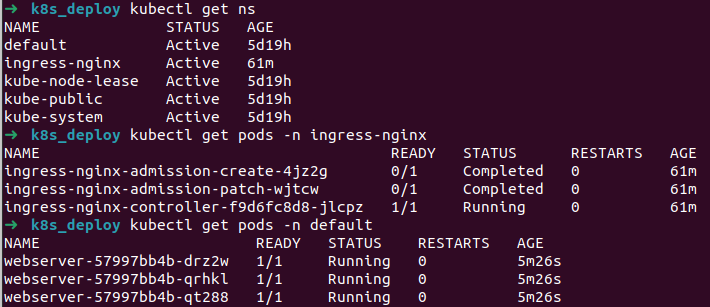 ➜ k8s_deploy kubectl get ns
NAME STATUS AGE
default Active 5d19h
ingress-nginx Active 61m
kube-node-lease Active 5d19h
kube-public Active 5d19h
kube-system Active 5d19h
➜ k8s_deploy kubectl get pods -n ingress-nginx
NAME READY STATUS RESTARTS AGE
ingress-nginx-admission-create-4jz2g 0/1 Completed 0 61m
ingress-nginx-admission-patch-wjtcw 0/1 Completed 0 61m
ingress-nginx-controller-f9d6fc8d8-jlcpz 1/1 Running 0 61m
➜ k8s_deploy kubectl get pods -n default
NAME READY STATUS RESTARTS AGE
webserver-57997bb4b-drz2w 1/1 Running 0 5m26s
webserver-57997bb4b-qrhkl 1/1 Running 0 5m26s
webserver-57997bb4b-qt288 1/1 Running 0 5m26s